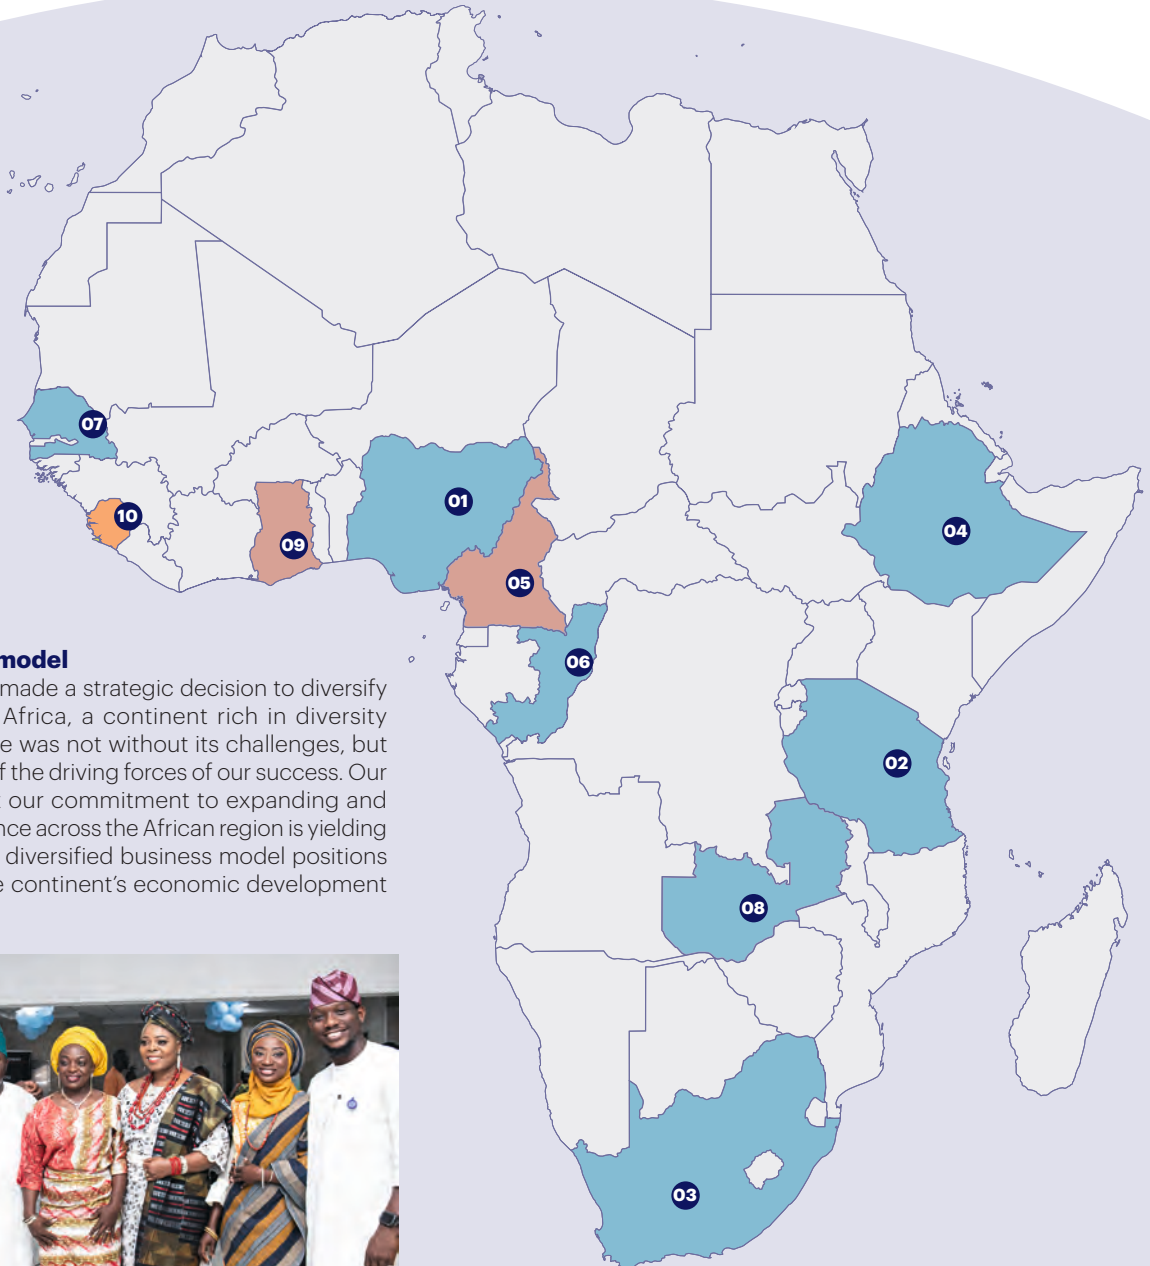 07
01
10
04
09
05
model
06
made a strategic decision to diversify
Africa, a continent rich in diversity
e was not without its challenges, but
f the driving forces of our success. Our
our commitment to expanding and
nce across the African region is yielding
diversified business model positions
e continent’s economic development
02
08
03